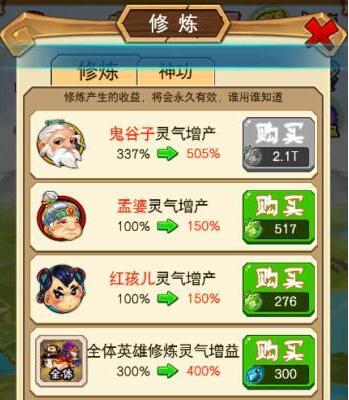 修炼
修炼
神功
修炼产生的收益，将会永久有效，谁用谁知道
鬼谷子灵气增产
337% 505%
购买
2.1T
孟婆灵气增产
100% 150%
购买
517
红孩儿灵气增产
100% 150%
购买
276
全体
全体英雄修炼灵气增益
300% 400%
购买
300